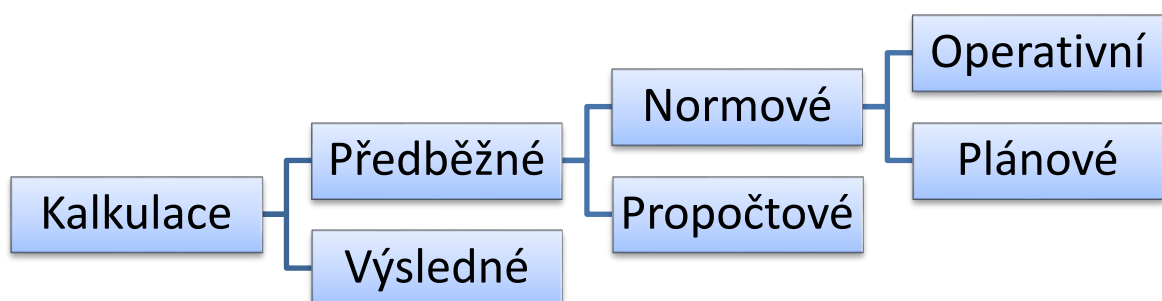 Kalkulace
Předběžné
Normové
Operativní
Plánové
Propočtové
Výsledné